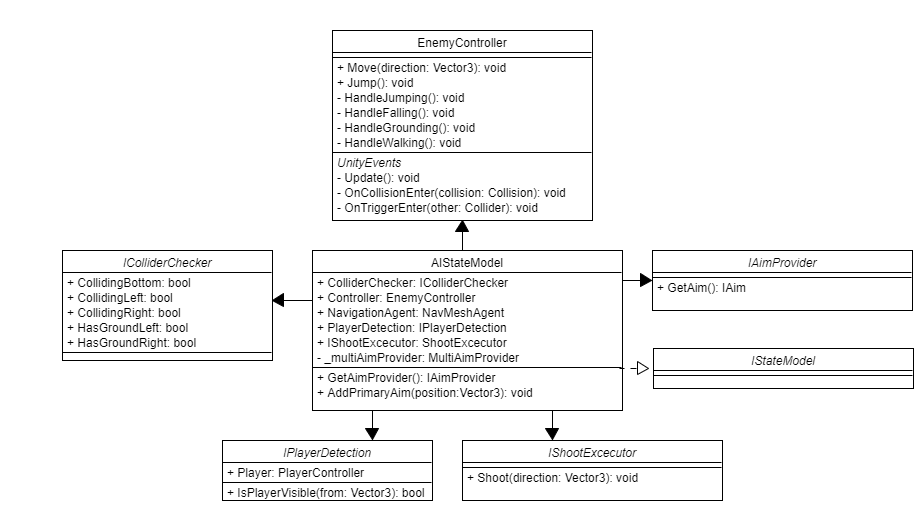 EnemyController
+ Move(direction: Vector3): void
+ Jump(): void
- HandleJumping(): void
- HandleFalling(): void
- HandleGrounding(): void
- HandleWalking(): void
UnityEvents
- Update(): void
- OnCollisionEnter(collision: Collision): void
- OnTriggerEnter(other: Collider): void
IColliderChecker
+ CollidingBottom: bool
+ CollidingLeft: bool
+ CollidingRight: bool
+ HasGroundLeft: bool
+ HasGroundRight: bool
AIStateModel
+ ColliderChecker: IColliderChecker
+ Controller: EnemyController
+ NavigationAgent: NavMeshAgent
+ PlayerDetection: IPlayerDetection
+ IShootExcecutor: ShootExcecutor
- _multiAimProvider: MultiAimProvider
+ GetAimProvider(): IAimProvider
+ AddPrimaryAim(position:Vector3): void
IAimProvider
+ GetAim(): IAim
IStateModel
IPlayerDetection
+ Player: PlayerController
+ IsPlayerVisible(from: Vector3): bool
IShootExcecutor
+ Shoot(direction: Vector3): void